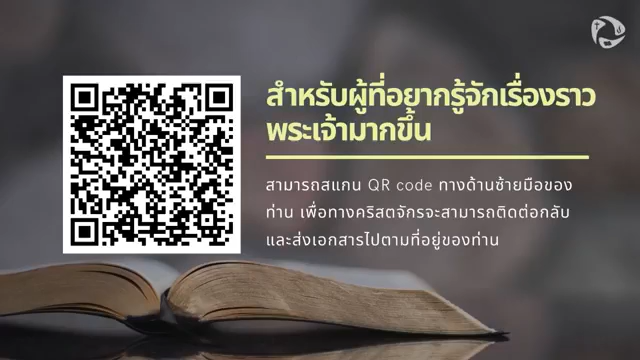 สำหรับผู้ที่อยากรู้จักเรื่องราว
พระเจ้ามากขึ้น
สามารถสแกน QR code ทางด้านซ้ายมือของ
ท่าน เพื่อทางคริสตจักรจะสามารถติดต่อกลับ
และส่งเอกสารไปตามที่อยู่ของท่าน